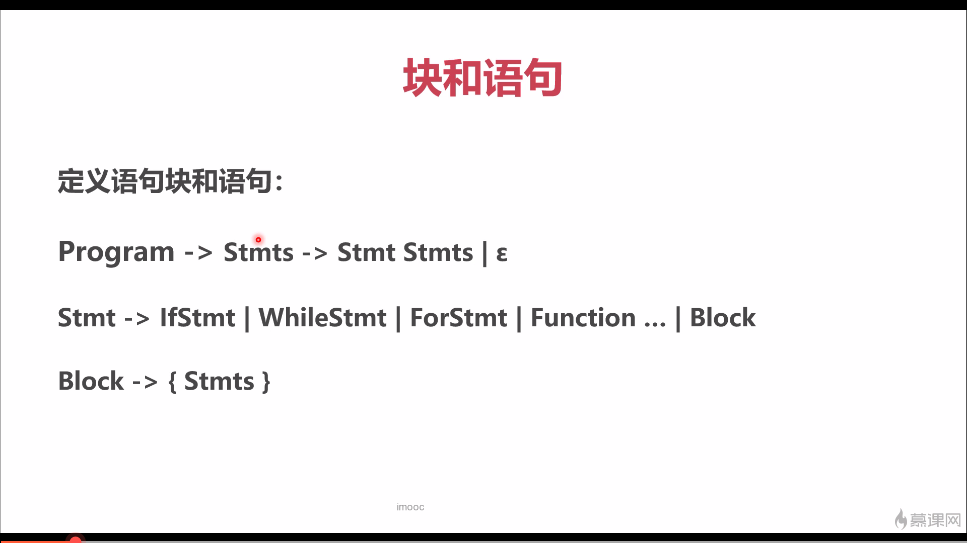 块和语句
定义语句块和语句：
Program -> Stmts -> Stmt Stmts | ε
Stmt -> IfStmt | WhileStmt | ForStmt | Function … | Block
Block -> { Stmts }
imooc
慕课网